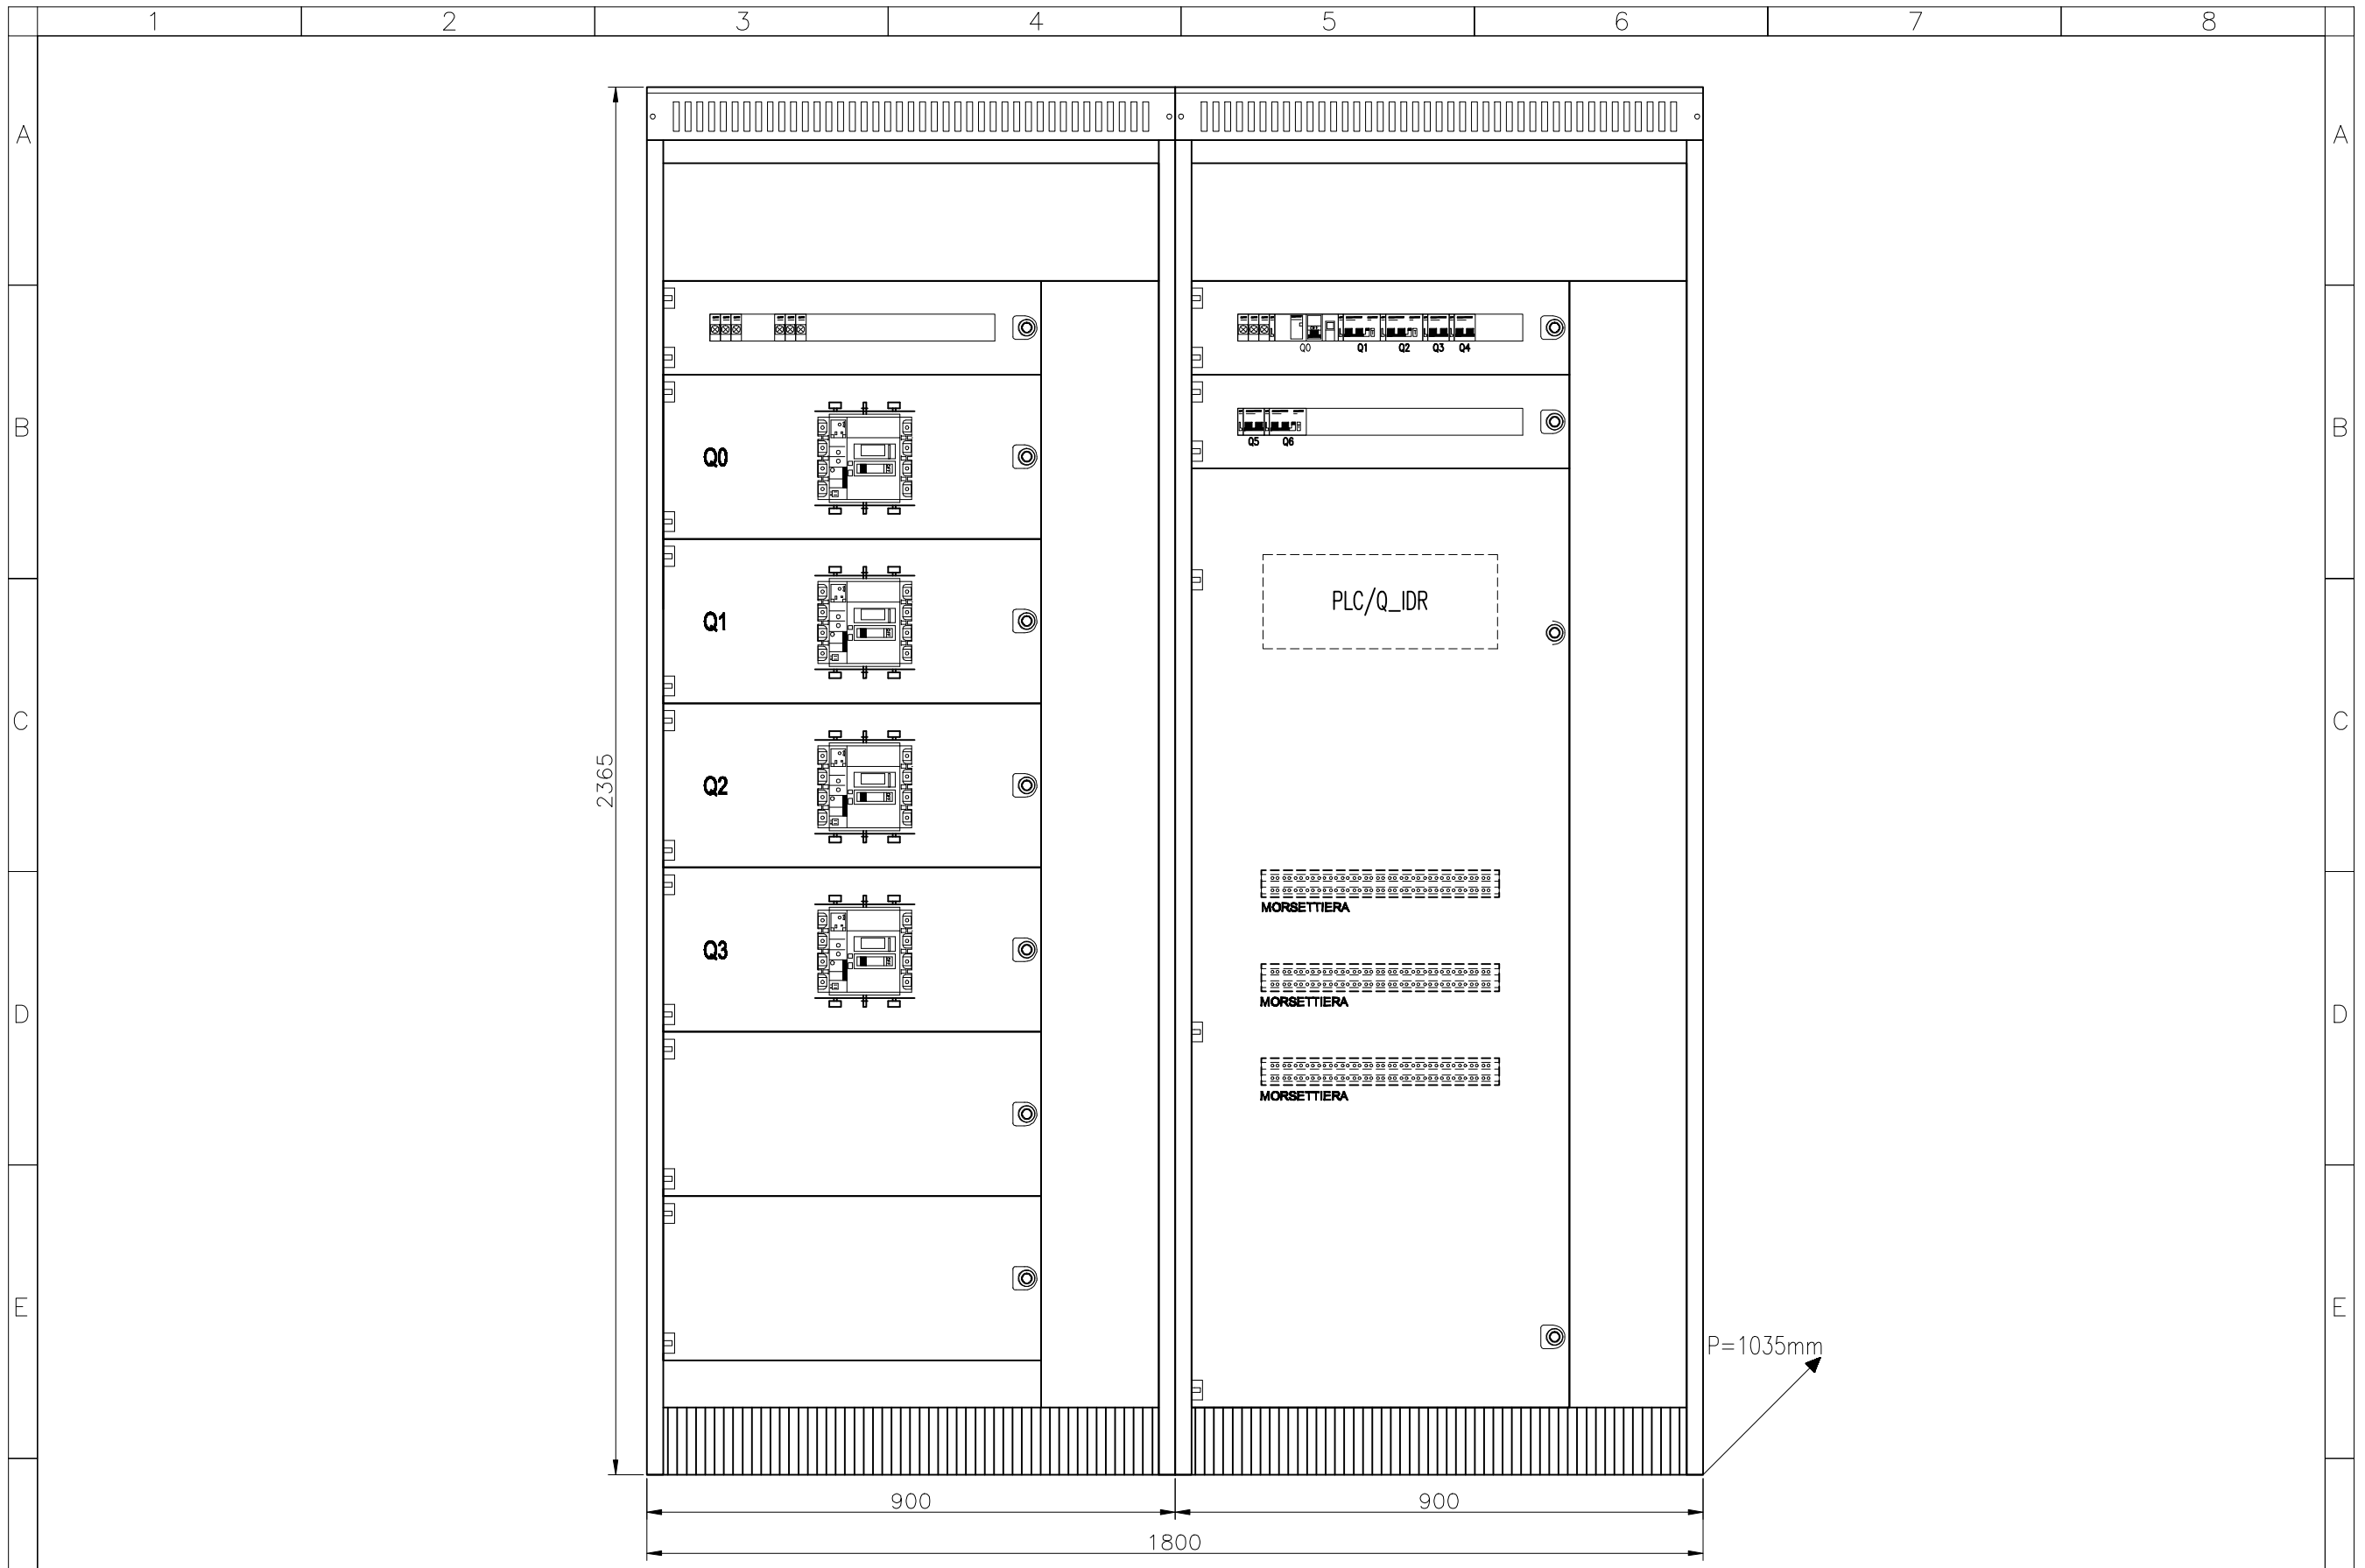 1 2 3 4 5 6 7 8
A A
Q0 Q1 Q2 Q3 Q4
B B
Q5 Q6
Q0
PLC/Q_IDR
Q1
C C
Q2
2365
MORSETTIERA
Q3
MORSETTIERA
D D
MORSETTIERA
E E
P=1035mm
900 900
1800